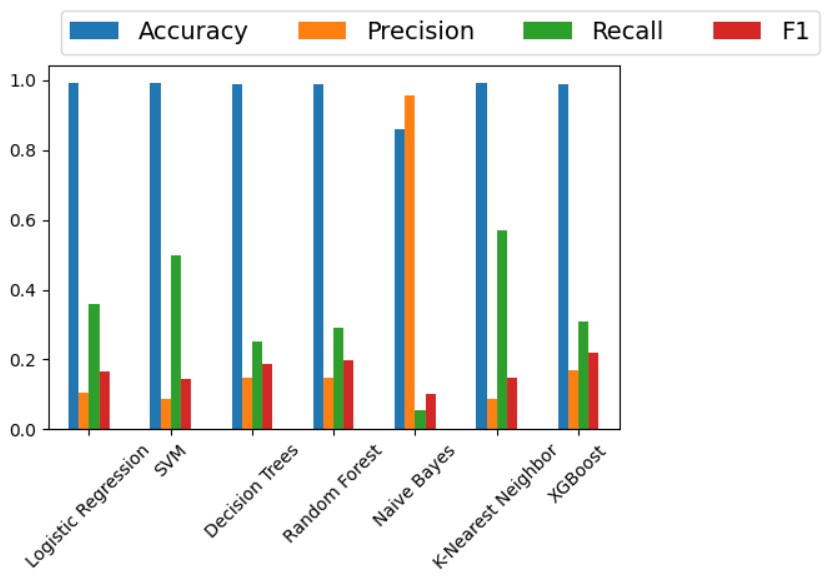 Accuracy Precision Recall F1
1.0
0.8
0.6
0.4
0.2
0.0
Logistic Regression
SVM
Decision Trees
Random Forest
Naive Bayes
K-Nearest Neighbor
XGBoost